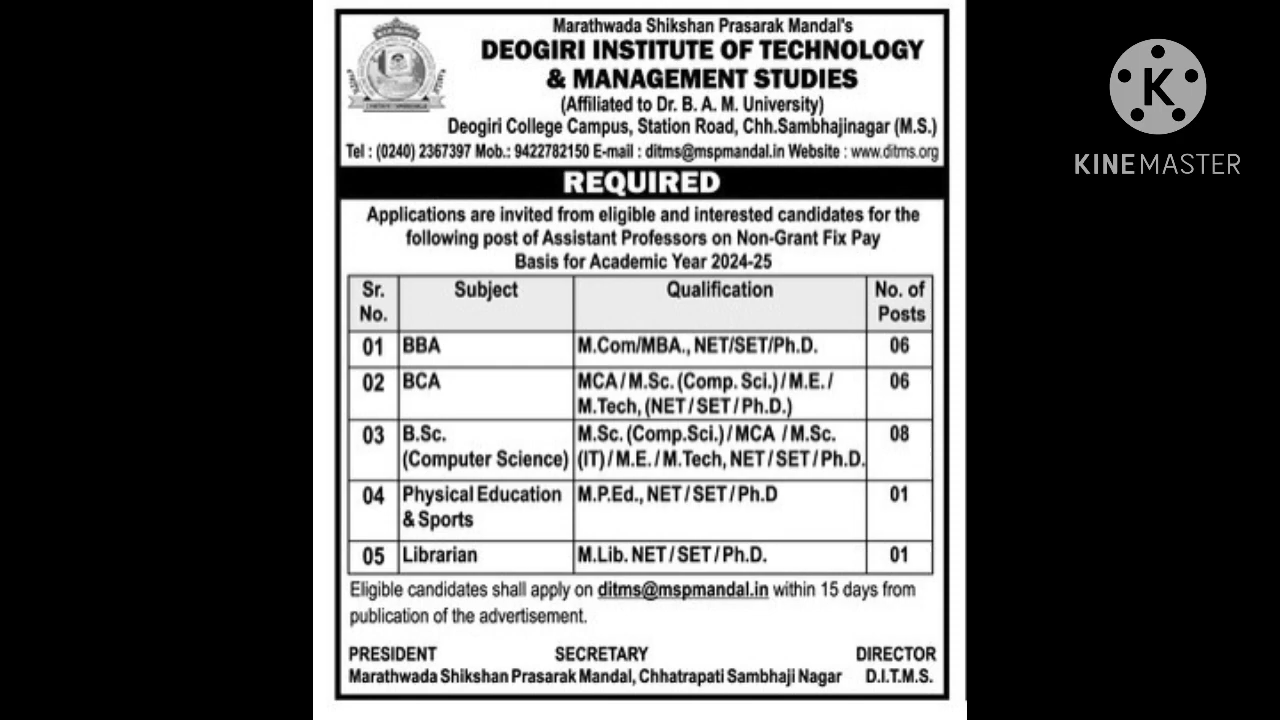 Marathwada Shikshan Prasarak Mandal's
DEOGIRI INSTITUTE OF TECHNOLOGY
& MANAGEMENT STUDIES
(Affiliated to Dr. B. A. M. University)
Deogiri College Campus, Station Road, Chh.Sambhajinagar (M.S.)
Tel : (0240) 2367397 Mob.: 9422782150 E-mail : ditms@mspmandal.in Website : www.ditms.org
REQUIRED
Applications are invited from eligible and interested candidates for the
following post of Assistant Professors on Non-Grant Fix Pay
Basis for Academic Year 2024-25
Sr. No. Subject Qualification No. of Posts
01 BBA M.Com/MBA., NET/SET/Ph.D. 06
02 BCA MCA / M.Sc. (Comp. Sci.) / M.E. /
M.Tech, (NET / SET / Ph.D.) 06
03 B.Sc. (Computer Science) M.Sc. (Comp.Sci.) / MCA / M.Sc.
(IT) / M.E. / M.Tech, NET / SET / Ph.D. 08
04 Physical Education & Sports M.P.Ed., NET / SET / Ph.D 01
05 Librarian M.Lib. NET / SET / Ph.D. 01
Eligible candidates shall apply on ditms@mspmandal.in within 15 days from
publication of the advertisement.
PRESIDENT SECRETARY DIRECTOR
Marathwada Shikshan Prasarak Mandal, Chhatrapati Sambhaji Nagar D.I.T.M.S.
K
KINEMASTER